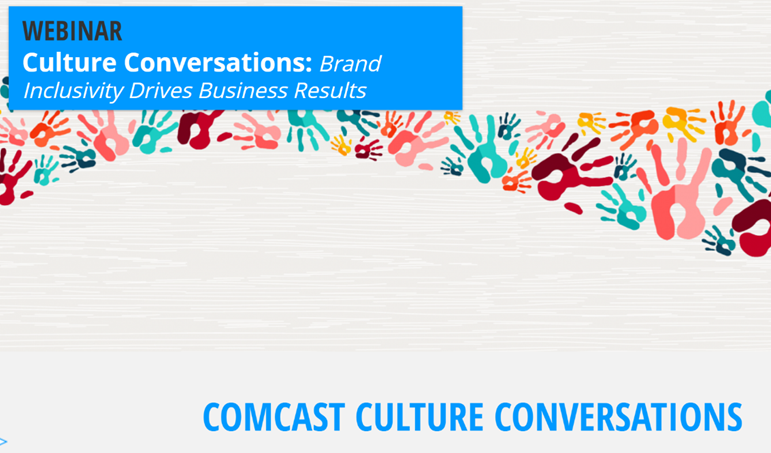 WEBINAR
Culture Conversations: Brand
Inclusivity Drives Business Results
COMCAST CULTURE CONVERSATIONS
>